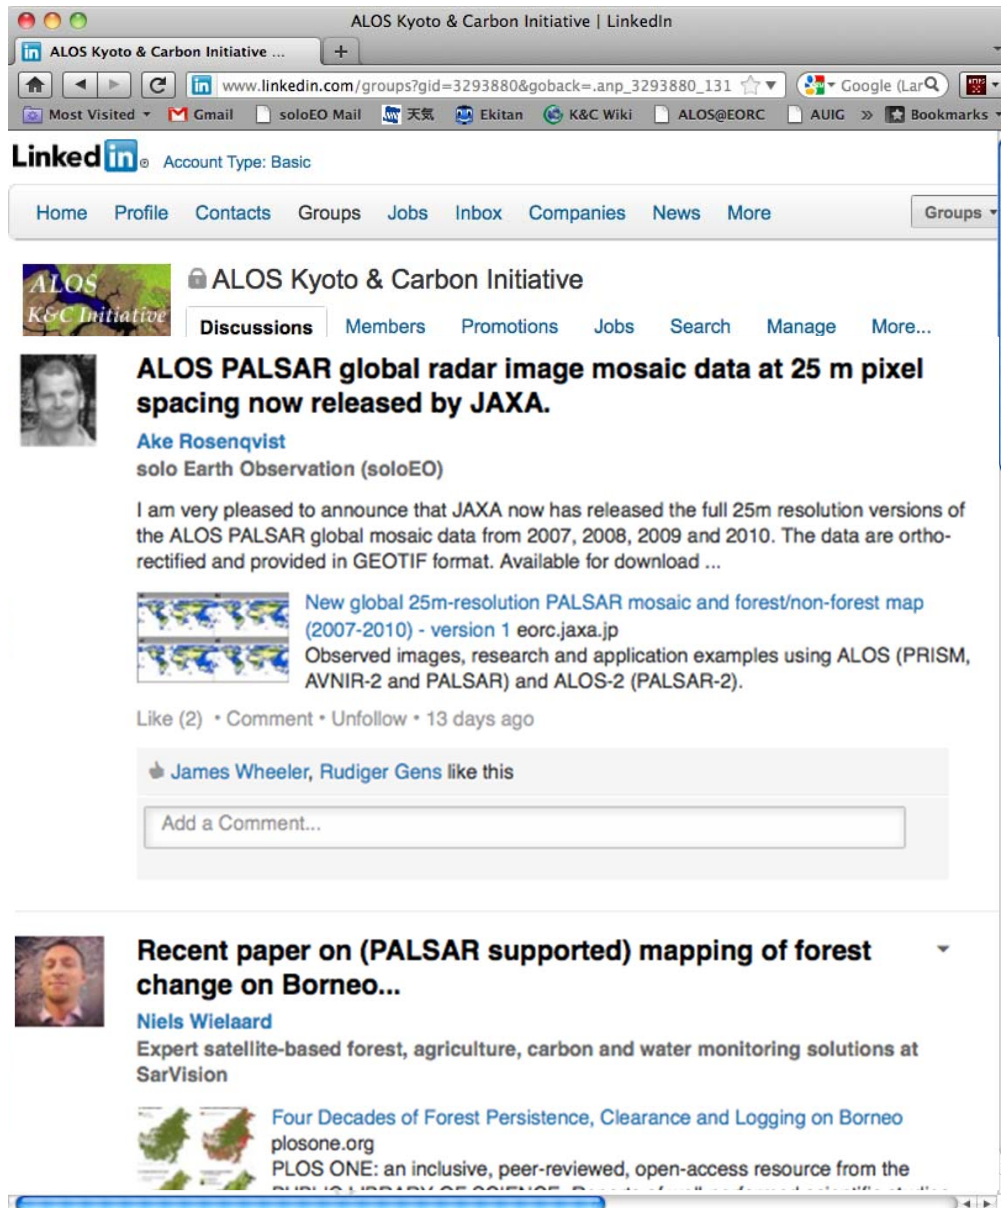 ALOS Kyoto & Carbon Initiative | LinkedIn
in ALOS Kyoto & Carbon Initiative ... +
in www.linkedin.com/groups?gid=3293880&goback=.anp_3293880_131 Google (Lar
Most Visited Gmail soloEO Mail 天気 Ekitan K&C Wiki ALOS@EORC AUIG » Bookmarks
Linked in ® Account Type: Basic
Home Profile Contacts Groups Jobs Inbox Companies News More Groups
ALOS
K&C Initiative
ALOS Kyoto & Carbon Initiative
Discussions Members Promotions Jobs Search Manage More...
ALOS PALSAR global radar image mosaic data at 25 m pixel
spacing now released by JAXA.
Ake Rosenqvist
solo Earth Observation (soloEO)
I am very pleased to announce that JAXA now has released the full 25m resolution versions of
the ALOS PALSAR global mosaic data from 2007, 2008, 2009 and 2010. The data are ortho-
rectified and provided in GEOTIF format. Available for download ...
New global 25m-resolution PALSAR mosaic and forest/non-forest map
(2007-2010) - version 1 eorc.jaxa.jp
Observed images, research and application examples using ALOS (PRISM,
AVNIR-2 and PALSAR) and ALOS-2 (PALSAR-2).
Like (2) • Comment • Unfollow • 13 days ago
James Wheeler, Rudiger Gens like this
Add a Comment...
Recent paper on (PALSAR supported) mapping of forest
change on Borneo...
Niels Wielaard
Expert satellite-based forest, agriculture, carbon and water monitoring solutions at
SarVision
Four Decades of Forest Persistence, Clearance and Logging on Borneo
plosone.org
PLOS ONE: an inclusive, peer-reviewed, open-access resource from the